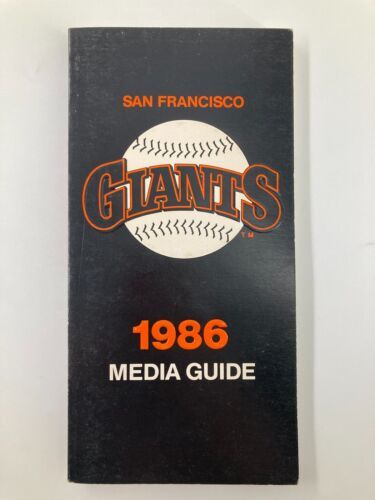 SAN FRANCISCO
GIANTS
TM
1986
MEDIA GUIDE